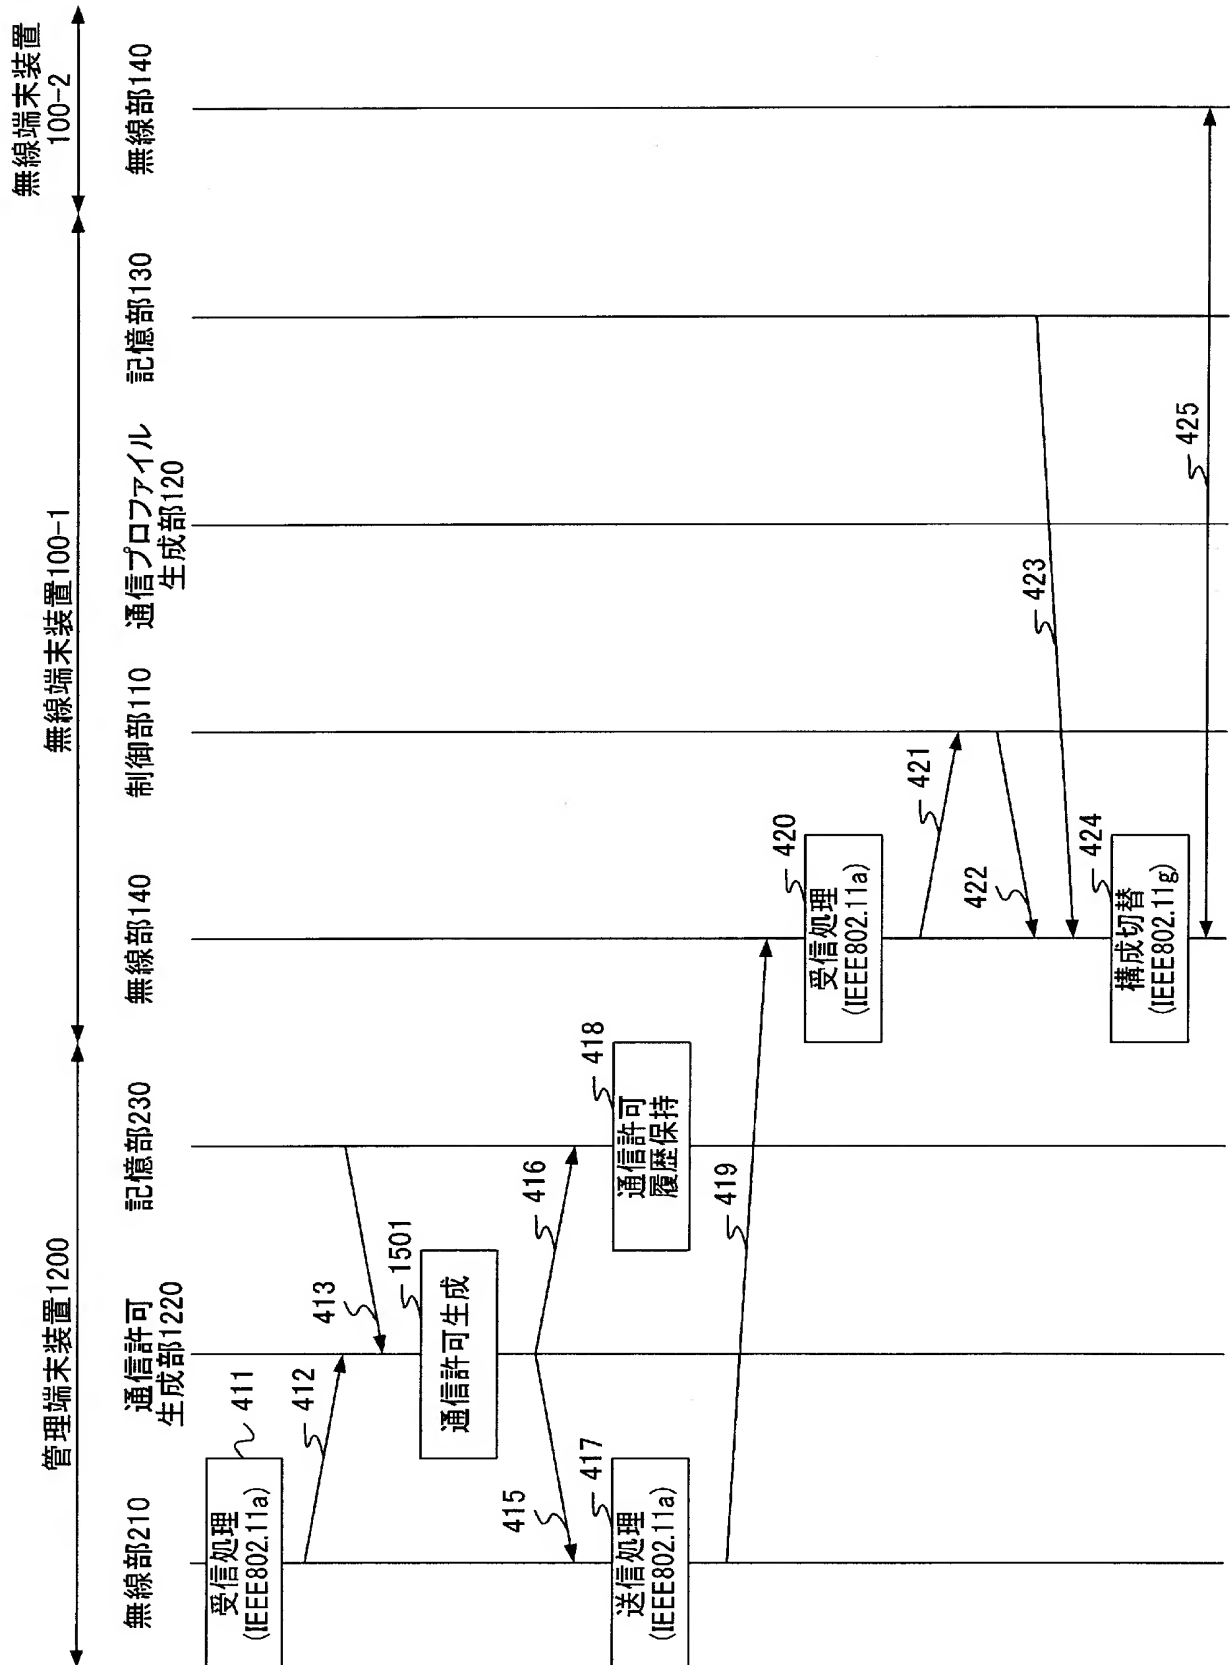 管理端末装置1200
無線端末装置100-1
無線端末装置
100-2
無線部210
通信許可
生成部1220
記憶部230
無線部140
制御部110
通信プロファイル
生成部120
記憶部130
無線部140
受信処理
(IEEE802.11a)
411
412
413
通信許可生成
1501
415
416
送信処理
(IEEE802.11a)
417
通信許可
履歴保持
418
419
受信処理
(IEEE802.11a)
420
421
422
423
構成切替
(IEEE802.11g)
424
425